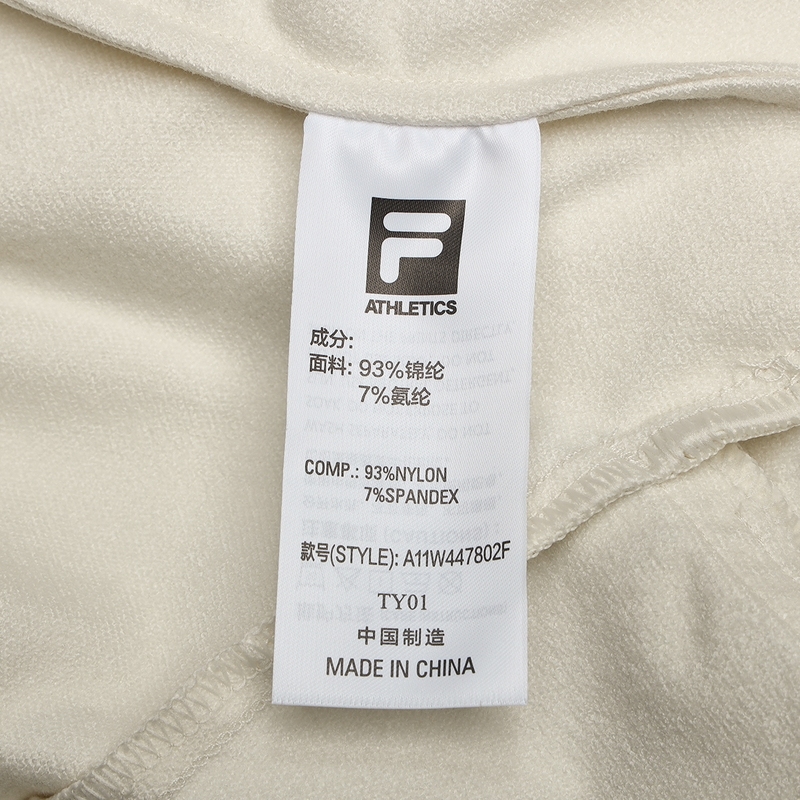 F
ATHLETICS
成分:
面料: 93%锦纶
7%氨纶
COMP.: 93%NYLON
7%SPANDEX
款号(STYLE): A11W447802F
TY01
中国制造
MADE IN CHINA